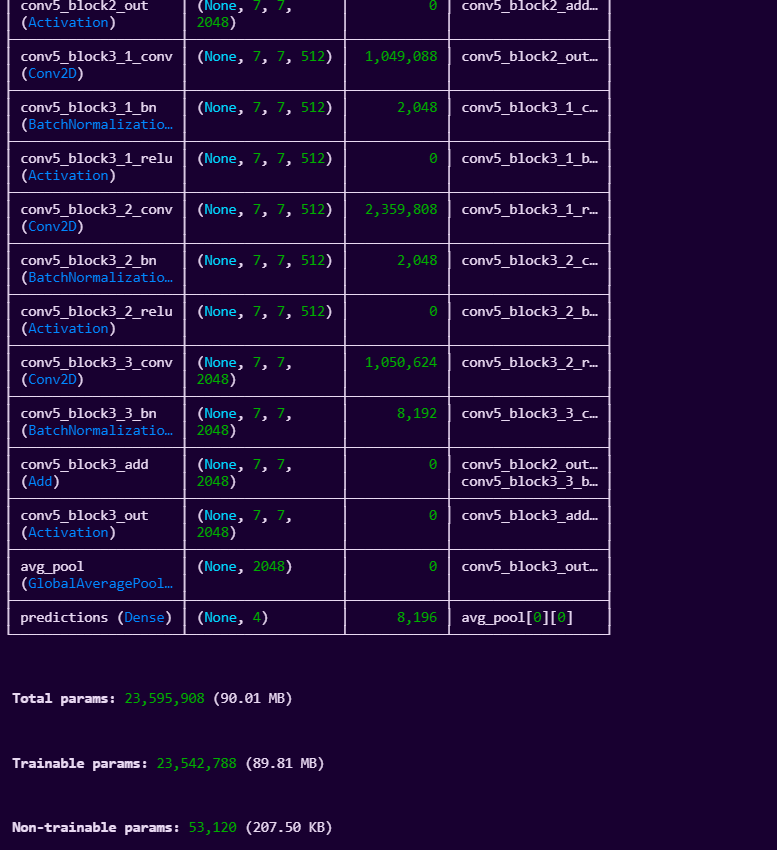 conv5_block2_out (None, 7, 7, 0 conv5_block2_add…
(Activation) 2048)
conv5_block3_1_conv (None, 7, 7, 512) 1,049,088 conv5_block2_out…
(Conv2D)
conv5_block3_1_bn (None, 7, 7, 512) 2,048 conv5_block3_1_c…
(BatchNormalizatio…
conv5_block3_1_relu (None, 7, 7, 512) 0 conv5_block3_1_b…
(Activation)
conv5_block3_2_conv (None, 7, 7, 512) 2,359,808 conv5_block3_1_r…
(Conv2D)
conv5_block3_2_bn (None, 7, 7, 512) 2,048 conv5_block3_2_c…
(BatchNormalizatio…
conv5_block3_2_relu (None, 7, 7, 512) 0 conv5_block3_2_b…
(Activation)
conv5_block3_3_conv (None, 7, 7, 1,050,624 conv5_block3_2_r…
(Conv2D) 2048)
conv5_block3_3_bn (None, 7, 7, 8,192 conv5_block3_3_c…
(BatchNormalizatio… 2048)
conv5_block3_add (None, 7, 7, 0 conv5_block2_out…
(Add) 2048) conv5_block3_3_b…
conv5_block3_out (None, 7, 7, 0 conv5_block3_add…
(Activation) 2048)
avg_pool (None, 2048) 0 conv5_block3_out…
(GlobalAveragePool…
predictions (Dense) (None, 4) 8,196 avg_pool[0][0]
Total params: 23,595,908 (90.01 MB)
Trainable params: 23,542,788 (89.81 MB)
Non-trainable params: 53,120 (207.50 KB)